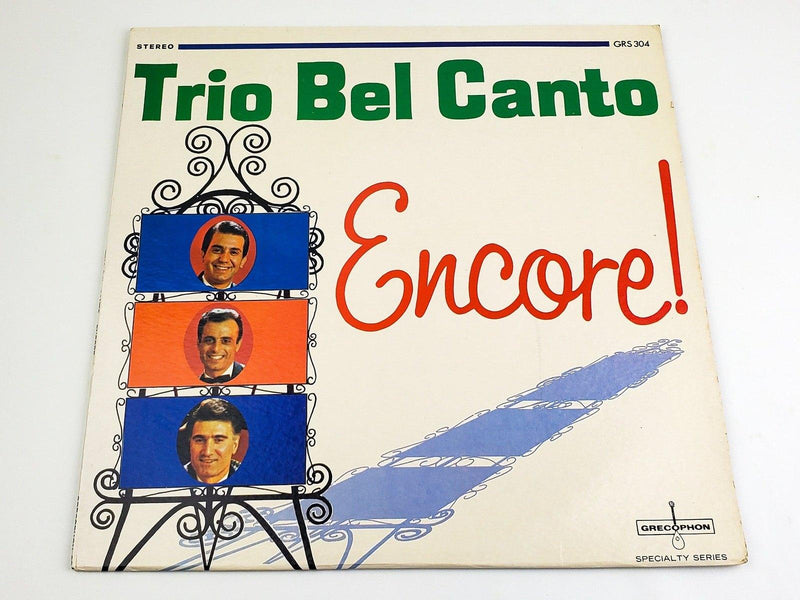 STEREO
GRS 304
Trio Bel Canto
Encore!
GRECOPHON
SPECIALTY SERIES